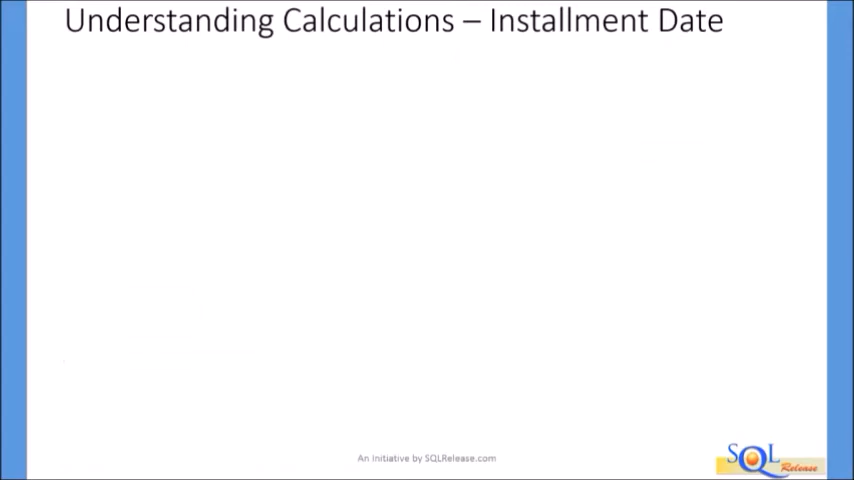 Understanding Calculations – Installment Date
An Initiative by SQLRelease.com
SQL
Release